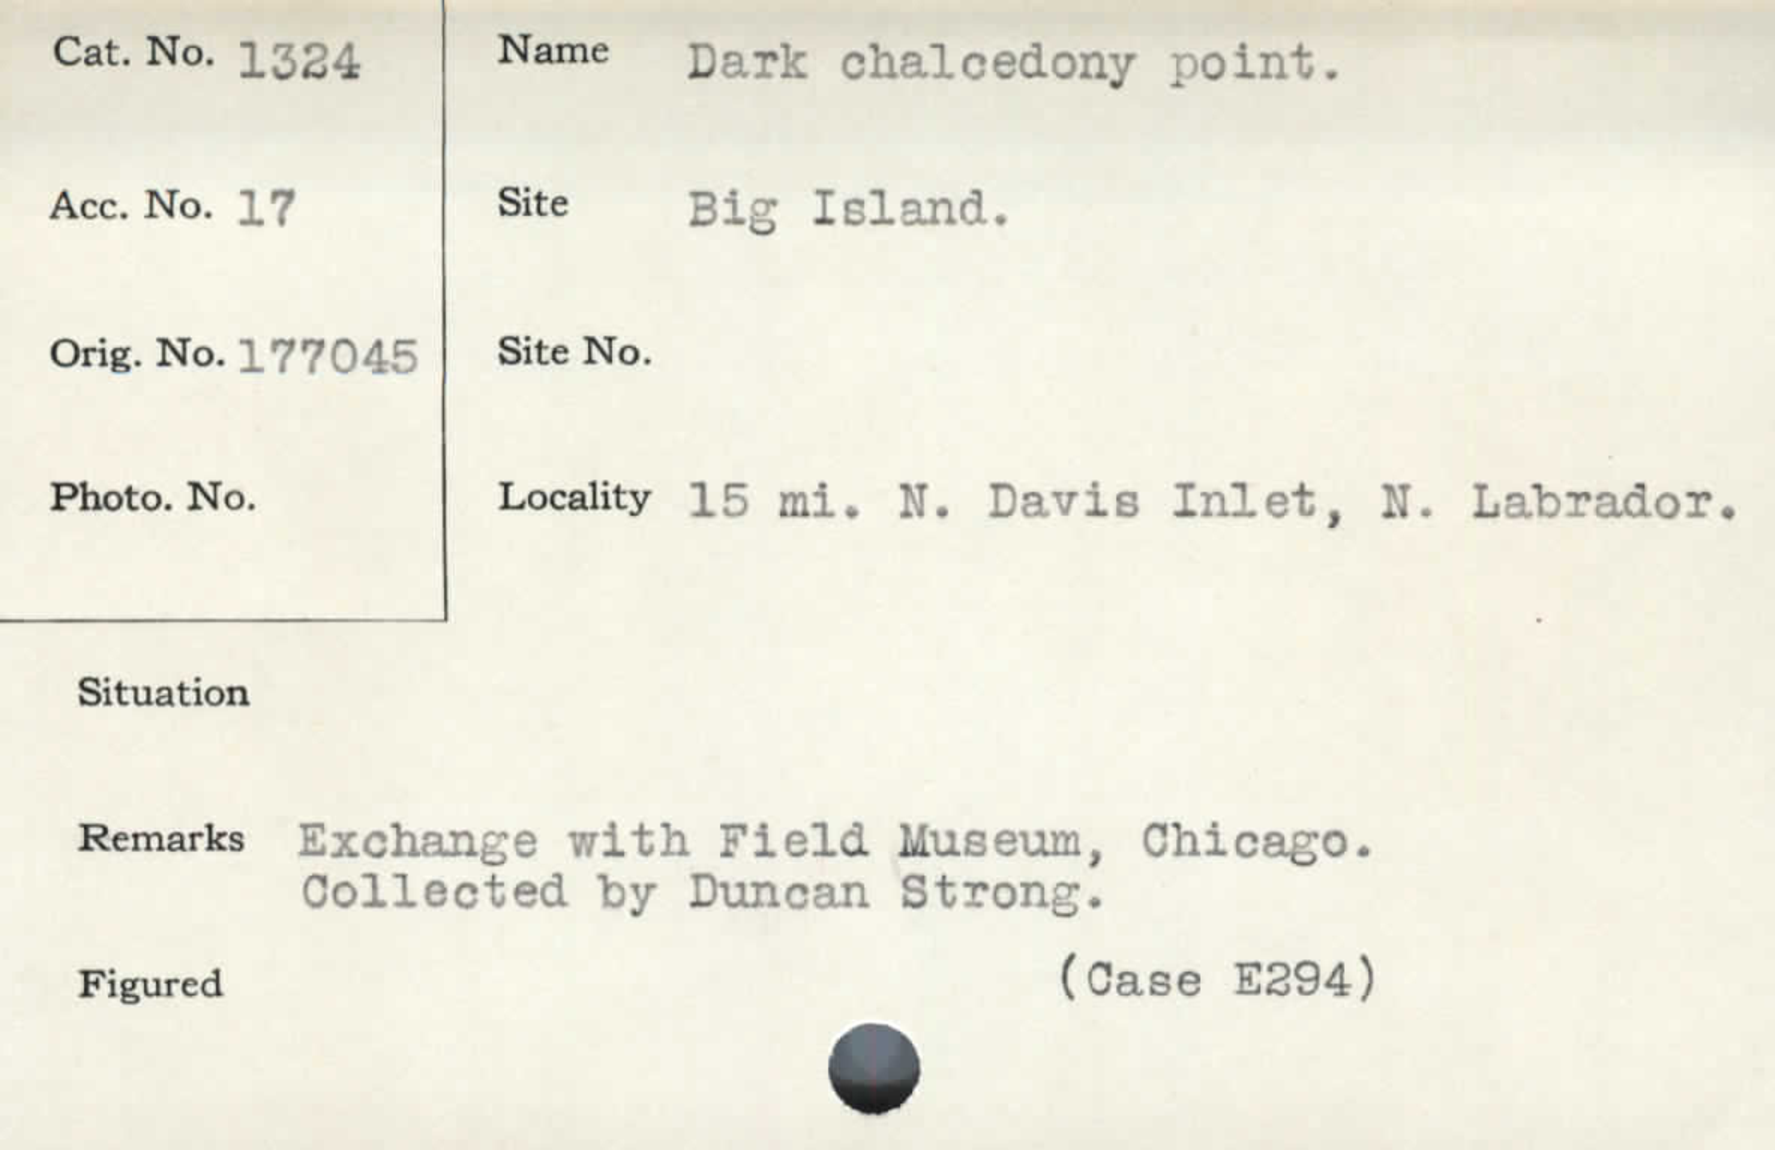 Cat. No. 1324
Name Dark chalcedony point.
Acc. No. 17
Site Big Island.
Orig. No. 177045
Site No.
Photo. No.
Locality 15 mi. N. Davis Inlet, N. Labrador.
Situation
Remarks Exchange with Field Museum, Chicago.
Collected by Duncan Strong.
Figured (Case E294)